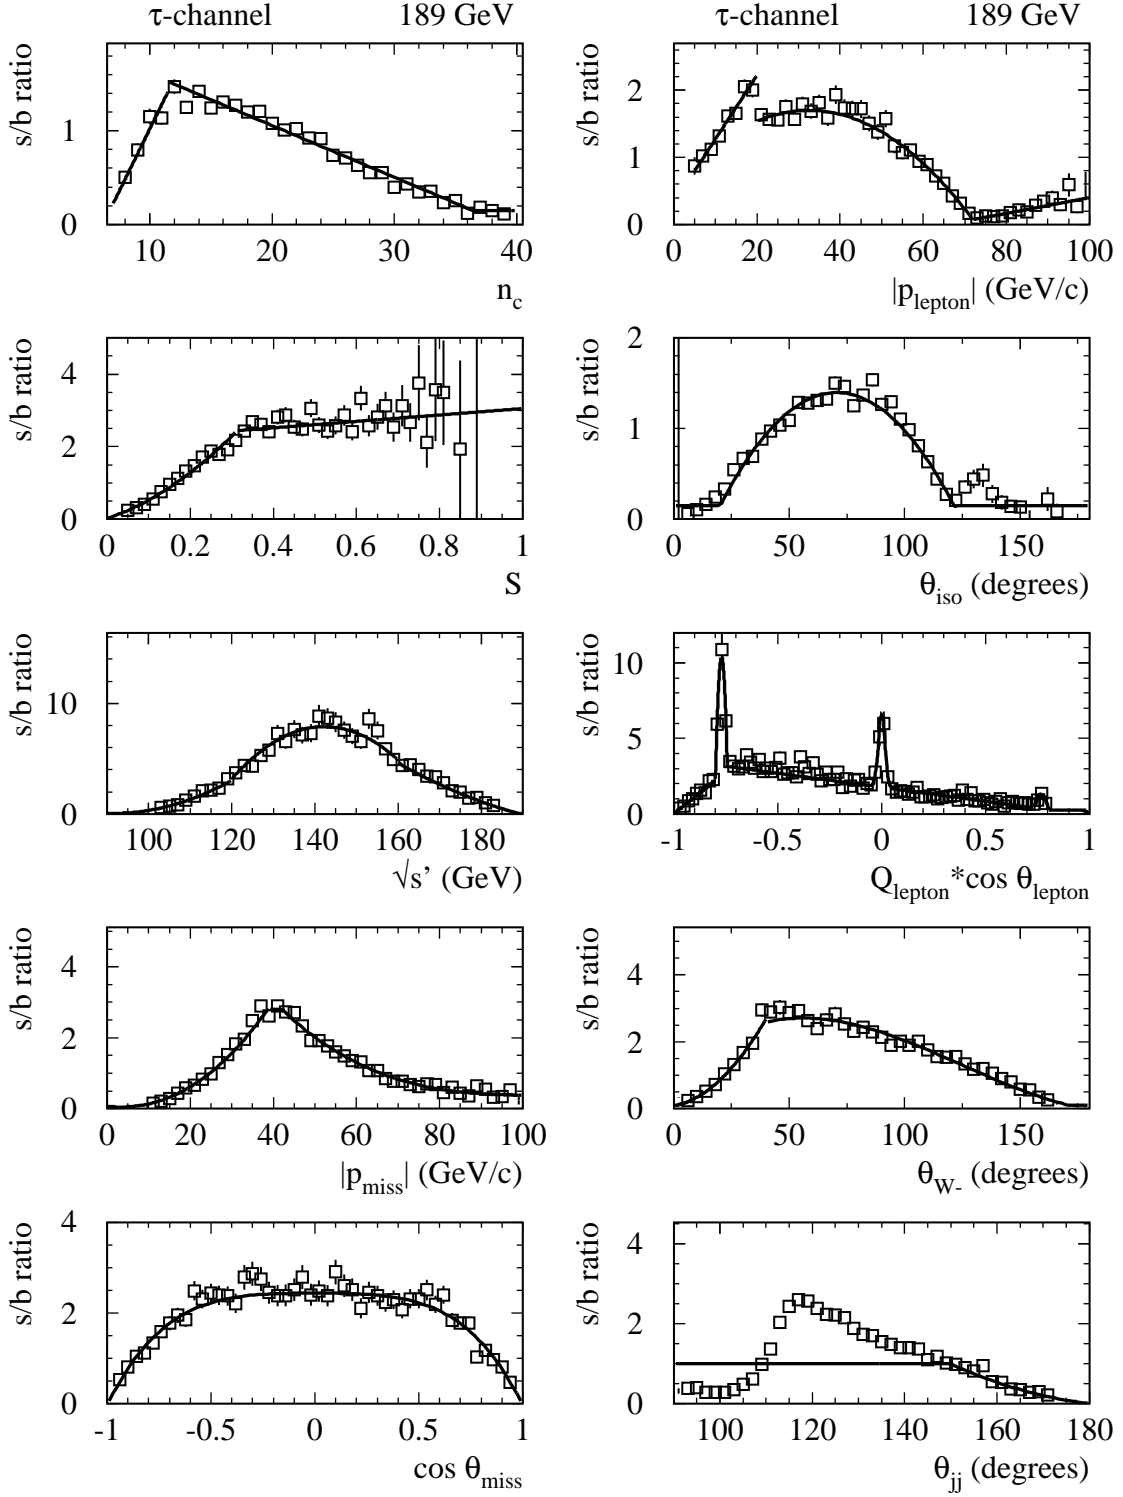 τ-channel 189 GeV τ-channel 189 GeV
s/b ratio
1
0
10 20 30 40
n_c
s/b ratio
2
1
0
0 20 40 60 80 100
|p_lepton| (GeV/c)
s/b ratio
4
2
0
0 0.2 0.4 0.6 0.8 1
S
s/b ratio
2
1
0
0 50 100 150
θ_iso (degrees)
s/b ratio
10
0
100 120 140 160 180
√s’ (GeV)
s/b ratio
10
5
0
-1 -0.5 0 0.5 1
Q_lepton*cos θ_lepton
s/b ratio
4
2
0
0 20 40 60 80 100
|p_miss| (GeV/c)
s/b ratio
4
2
0
0 50 100 150
θ_W- (degrees)
s/b ratio
4
2
0
-1 -0.5 0 0.5 1
cos θ_miss
s/b ratio
4
2
0
100 120 140 160 180
θ_jj (degrees)